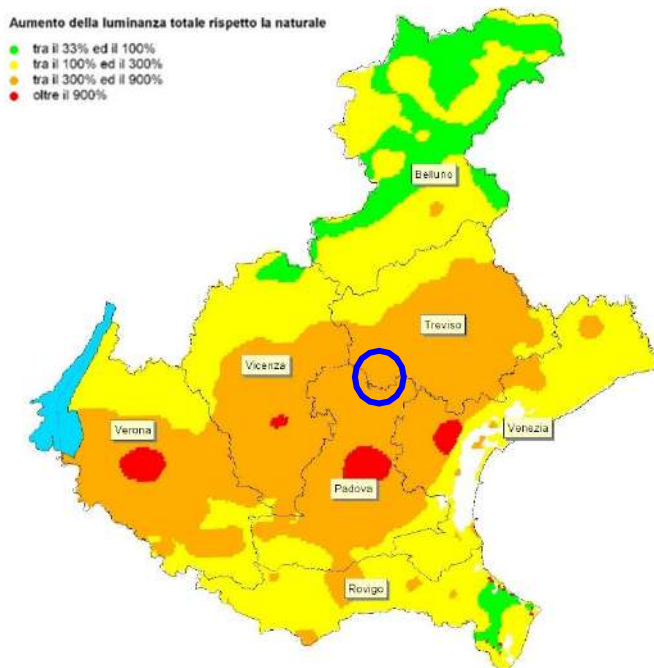 Aumento della luminanza totale rispetto la naturale
tra il 33% ed il 100%
tra il 100% ed il 300%
tra il 300% ed il 900%
oltre il 900%
Belluno
Treviso
Vicenza
Venezia
Verona
Padova
Rovigo